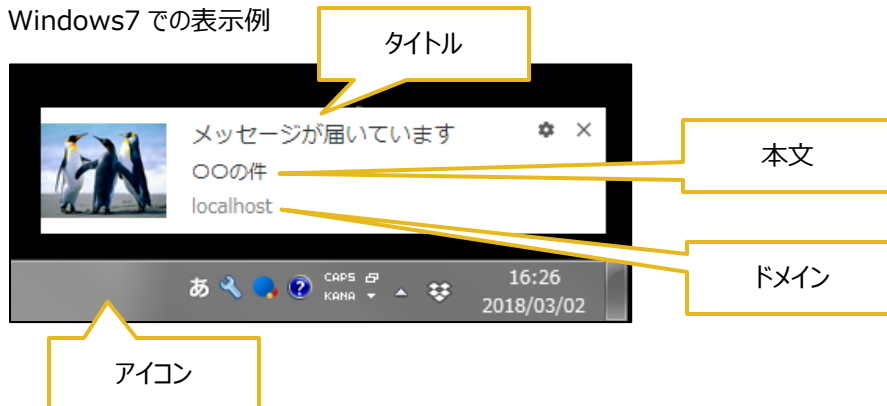 Windows7 での表示例
タイトル
メッセージが届いています
〇〇の件
localhost
本文
ドメイン
あ
CAPS
KANA
16:26
2018/03/02
アイコン